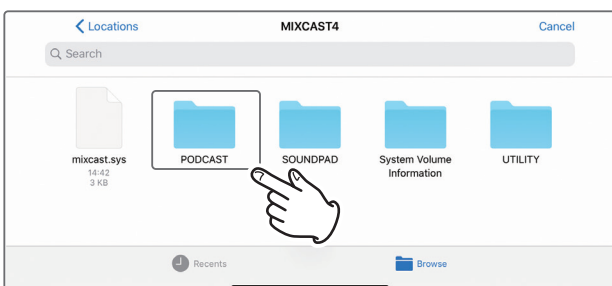 Locations
MIXCAST4
Cancel
Search
mixcast.sys
14:42
3 KB
PODCAST
SOUNDPAD
System Volume
Information
UTILITY
Recents
Browse